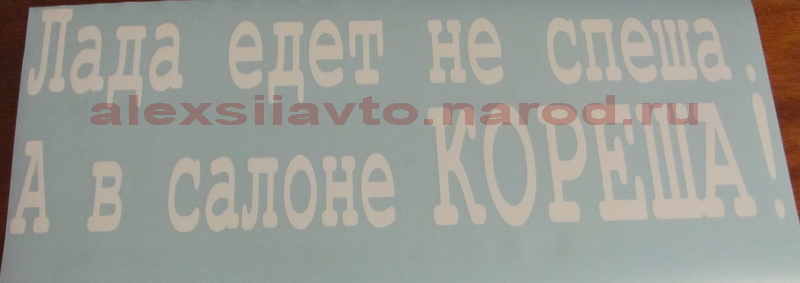 Лада едет не спеша.
alexsiiavto.narod.ru
А в салоне КОРЕША!